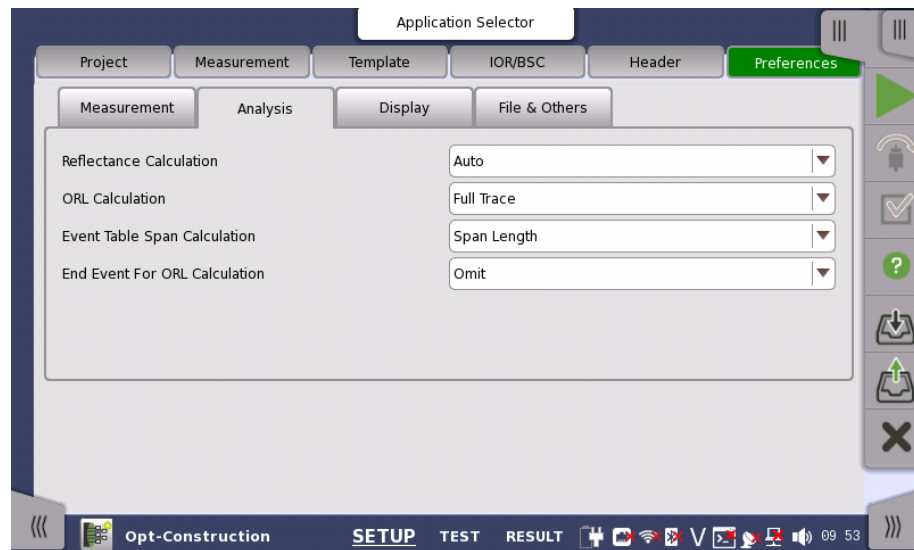 Application Selector
Project Measurement Template IOR/BSC Header Preferences
Measurement Analysis Display File & Others
Reflectance Calculation Auto
ORL Calculation Full Trace
Event Table Span Calculation Span Length
End Event For ORL Calculation Omit
Opt-Construction SETUP TEST RESULT V 09 53